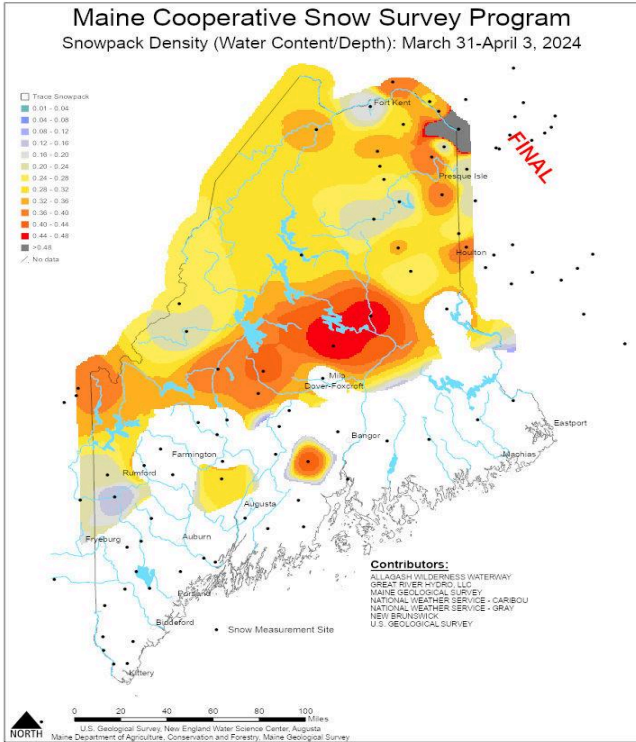 Maine Cooperative Snow Survey Program
Snowpack Density (Water Content/Depth): March 31-April 3, 2024
Trace Snowpack
0.01 - 0.04
0.04 - 0.08
0.08 - 0.12
0.12 - 0.16
0.16 - 0.20
0.20 - 0.24
0.24 - 0.28
0.28 - 0.32
0.32 - 0.36
0.36 - 0.40
0.40 - 0.44
0.44 - 0.48
>0.48
No data
Fort Kent
FINAL
Presque Isle
Houlton
Milo
Dover-Foxcroft
Eastport
Bangor
Machias
Farmington
Rumford
Augusta
Auburn
Fryeburg
Portland
Biddeford
Kittery
Snow Measurement Site
Contributors:
ALLAGASH WILDERNESS WATERWAY
GREAT RIVER HYDRO, LLC
MAINE GEOLOGICAL SURVEY
NATIONAL WEATHER SERVICE - CARIBOU
NATIONAL WEATHER SERVICE - GRAY
NEW BRUNSWICK
U.S. GEOLOGICAL SURVEY
0 20 40 60 80 100
Miles
NORTH
U.S. Geological Survey, New England Water Science Center, Augusta
Maine Department of Agriculture, Conservation and Forestry, Maine Geological Survey